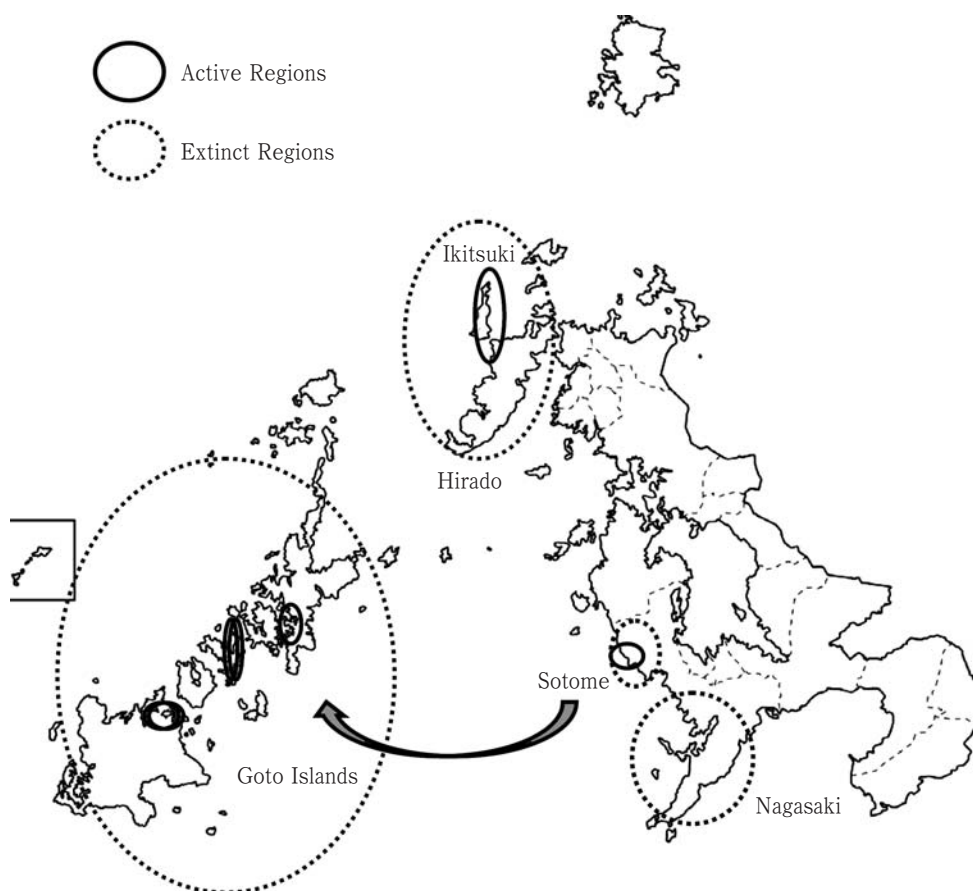 Active Regions
Extinct Regions
Ikitsuki
Hirado
Sotome
Goto Islands
Nagasaki